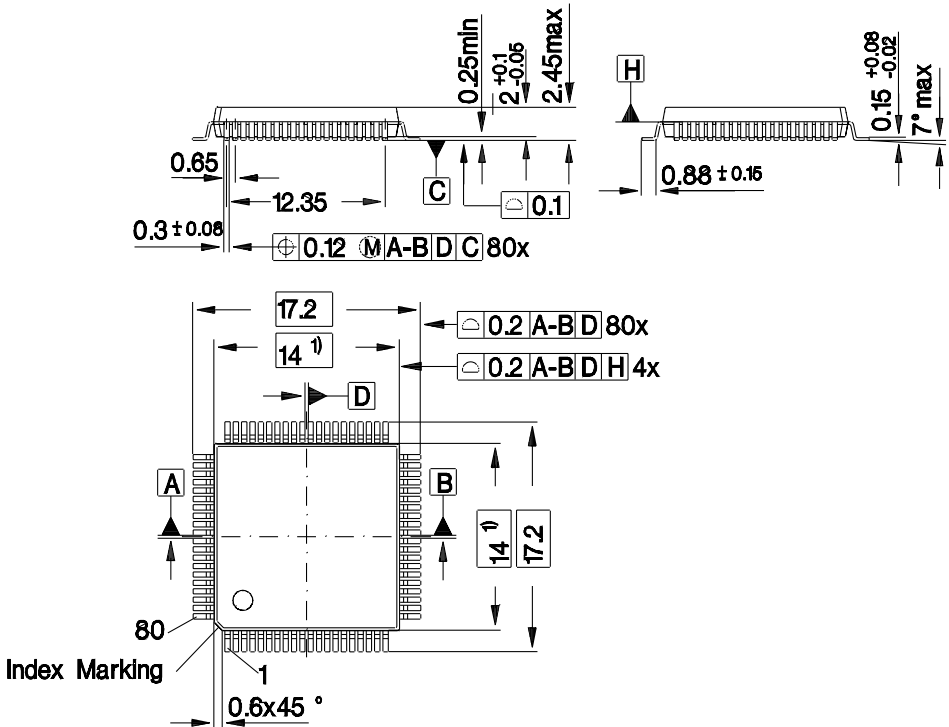 0.25min
2 +0.1 -0.05
2.45max
H
0.15 +0.08 -0.02
7° max
0.65
12.35
C
0.1
0.88 ± 0.15
0.3 ± 0.08
0.12 Ⓜ A-B D C 80x
17.2
0.2 A-B D 80x
14 1)
0.2 A-B D H 4x
D
A
B
14 1)
17.2
80
Index Marking
1
0.6x45 °